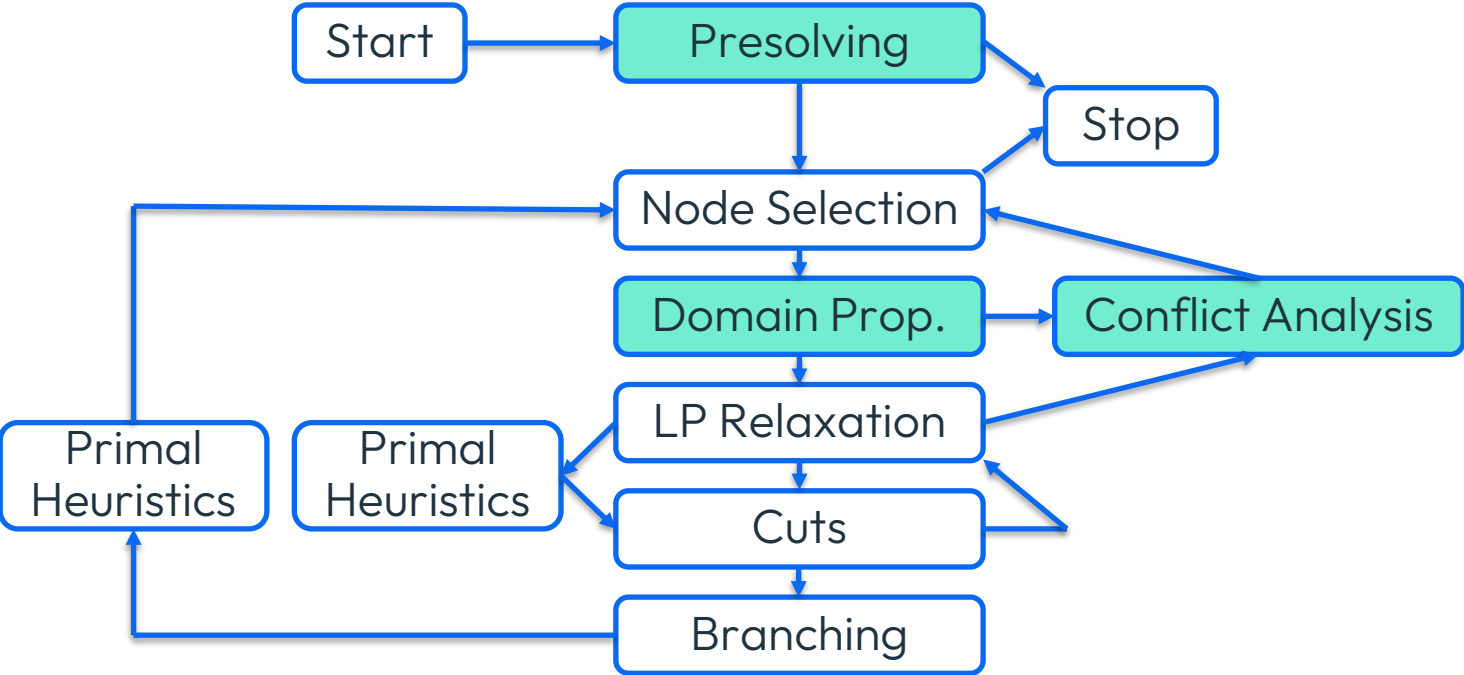 Start
Presolving
Stop
Node Selection
Domain Prop.
Conflict Analysis
LP Relaxation
Primal
Heuristics
Primal
Heuristics
Cuts
Branching